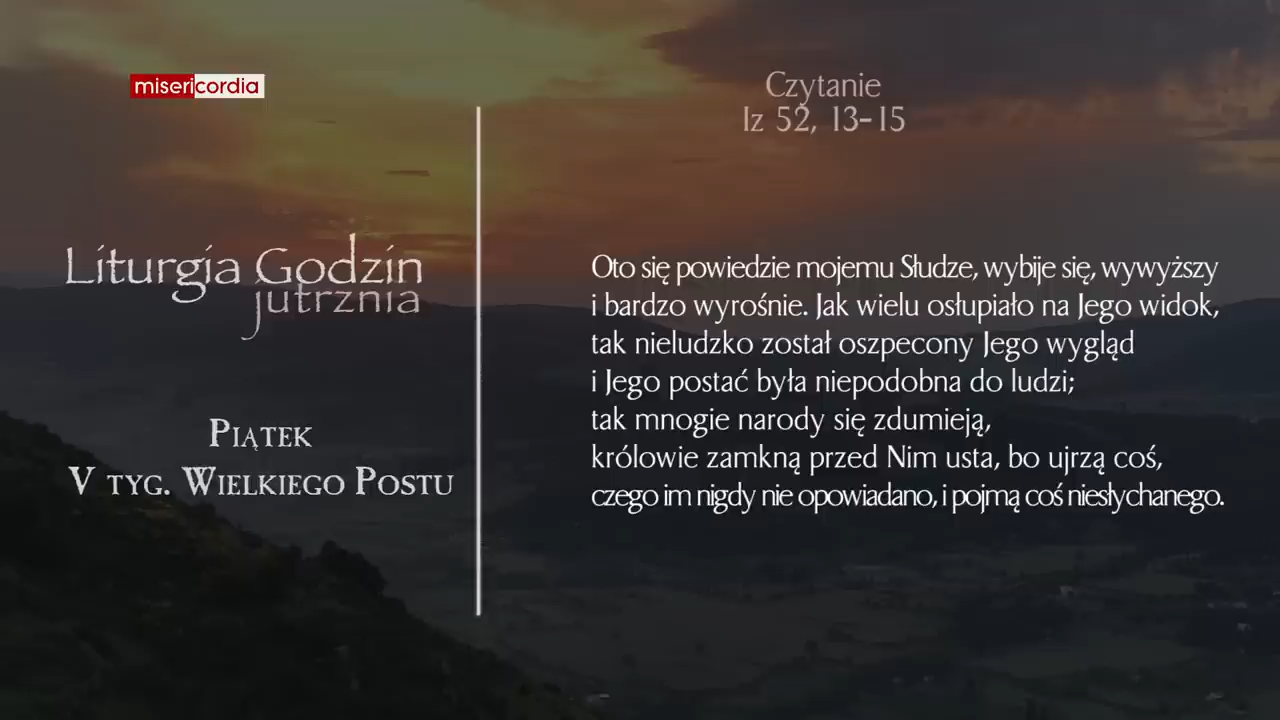 misericordia
Liturgia Godzin
jutrznia
Piątek
V tyg. Wielkiego Postu
Czytanie
Iz 52, 13-15
Oto się powiedzie mojemu Słudze, wybije się, wywyższy
i bardzo wyrośnie. Jak wielu osłupiało na Jego widok,
tak nieludzko został oszpecony Jego wygląd
i Jego postać była niepodobna do ludzi;
tak mnogie narody się zdumieją,
królowie zamkną przed Nim usta, bo ujrzą coś,
czego im nigdy nie opowiadano, i pojmą coś niesłychanego.